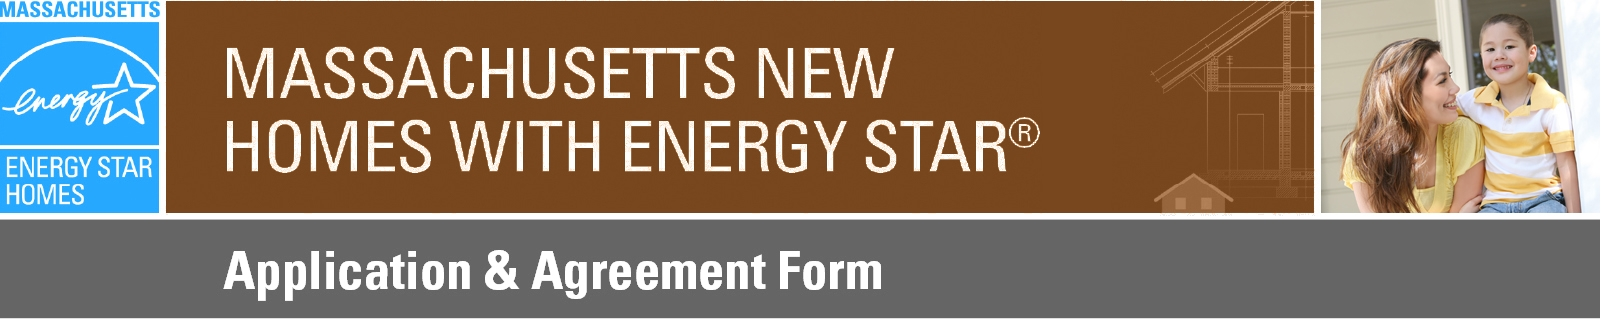 MASSACHUSETTS
energy
ENERGY STAR
HOMES
MASSACHUSETTS NEW
HOMES WITH ENERGY STAR®
Application & Agreement Form